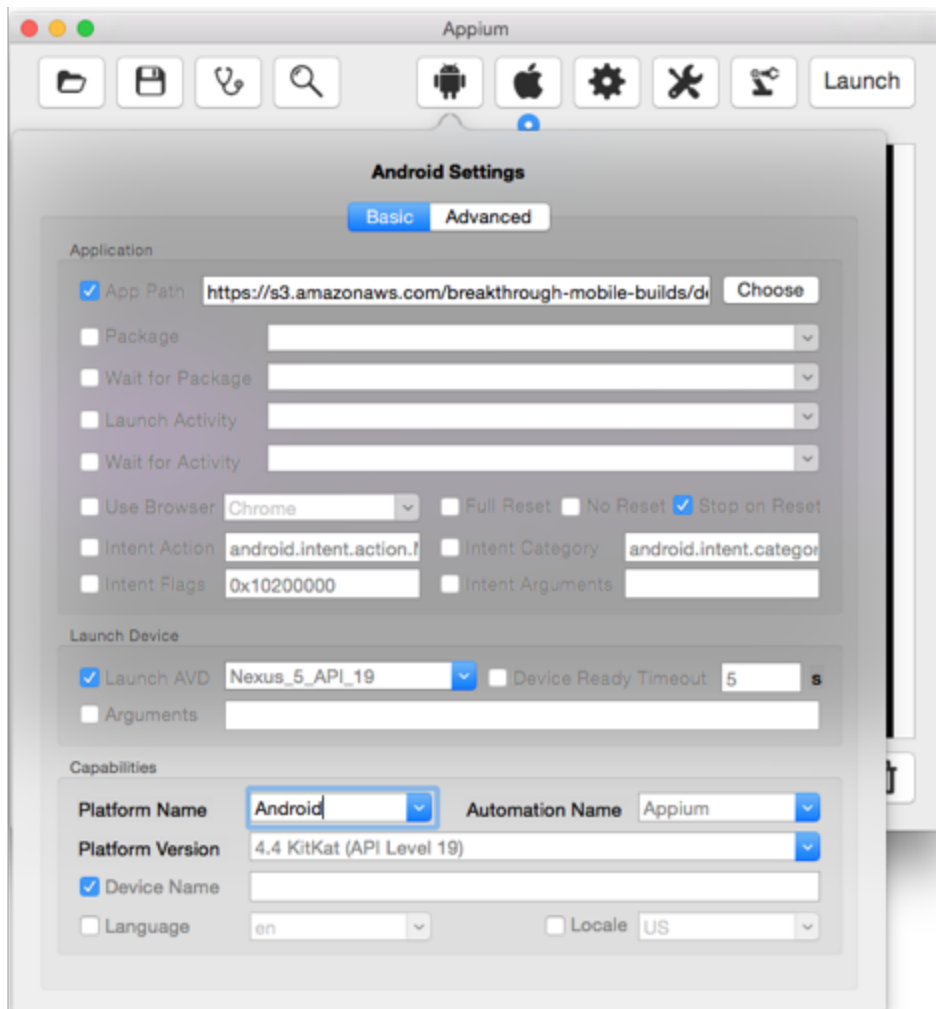 Appium
Launch
Android Settings
Basic Advanced
Application
App Path https://s3.amazonaws.com/breakthrough-mobile-builds/de Choose
Package
Wait for Package
Launch Activity
Wait for Activity
Use Browser Chrome Full Reset No Reset Stop on Reset
Intent Action android.intent.action.M Intent Category android.intent.categor
Intent Flags 0x10200000 Intent Arguments
Launch Device
Launch AVD Nexus_5_API_19 Device Ready Timeout 5 s
Arguments
Capabilities
Platform Name Android Automation Name Appium
Platform Version 4.4 KitKat (API Level 19)
Device Name
Language en Locale US